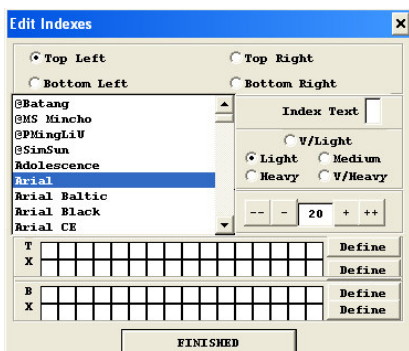 Edit Indexes
Top Left Top Right
Bottom Left Bottom Right
@Batang
@MS Mincho
@PMingLiU
@SimSun
Adolescence
Arial
Arial Baltic
Arial Black
Arial CE
Index Text
V/Light
Light Medium
Heavy V/Heavy
-- - 20 + ++
T Define
X Define
B Define
X Define
FINISHED